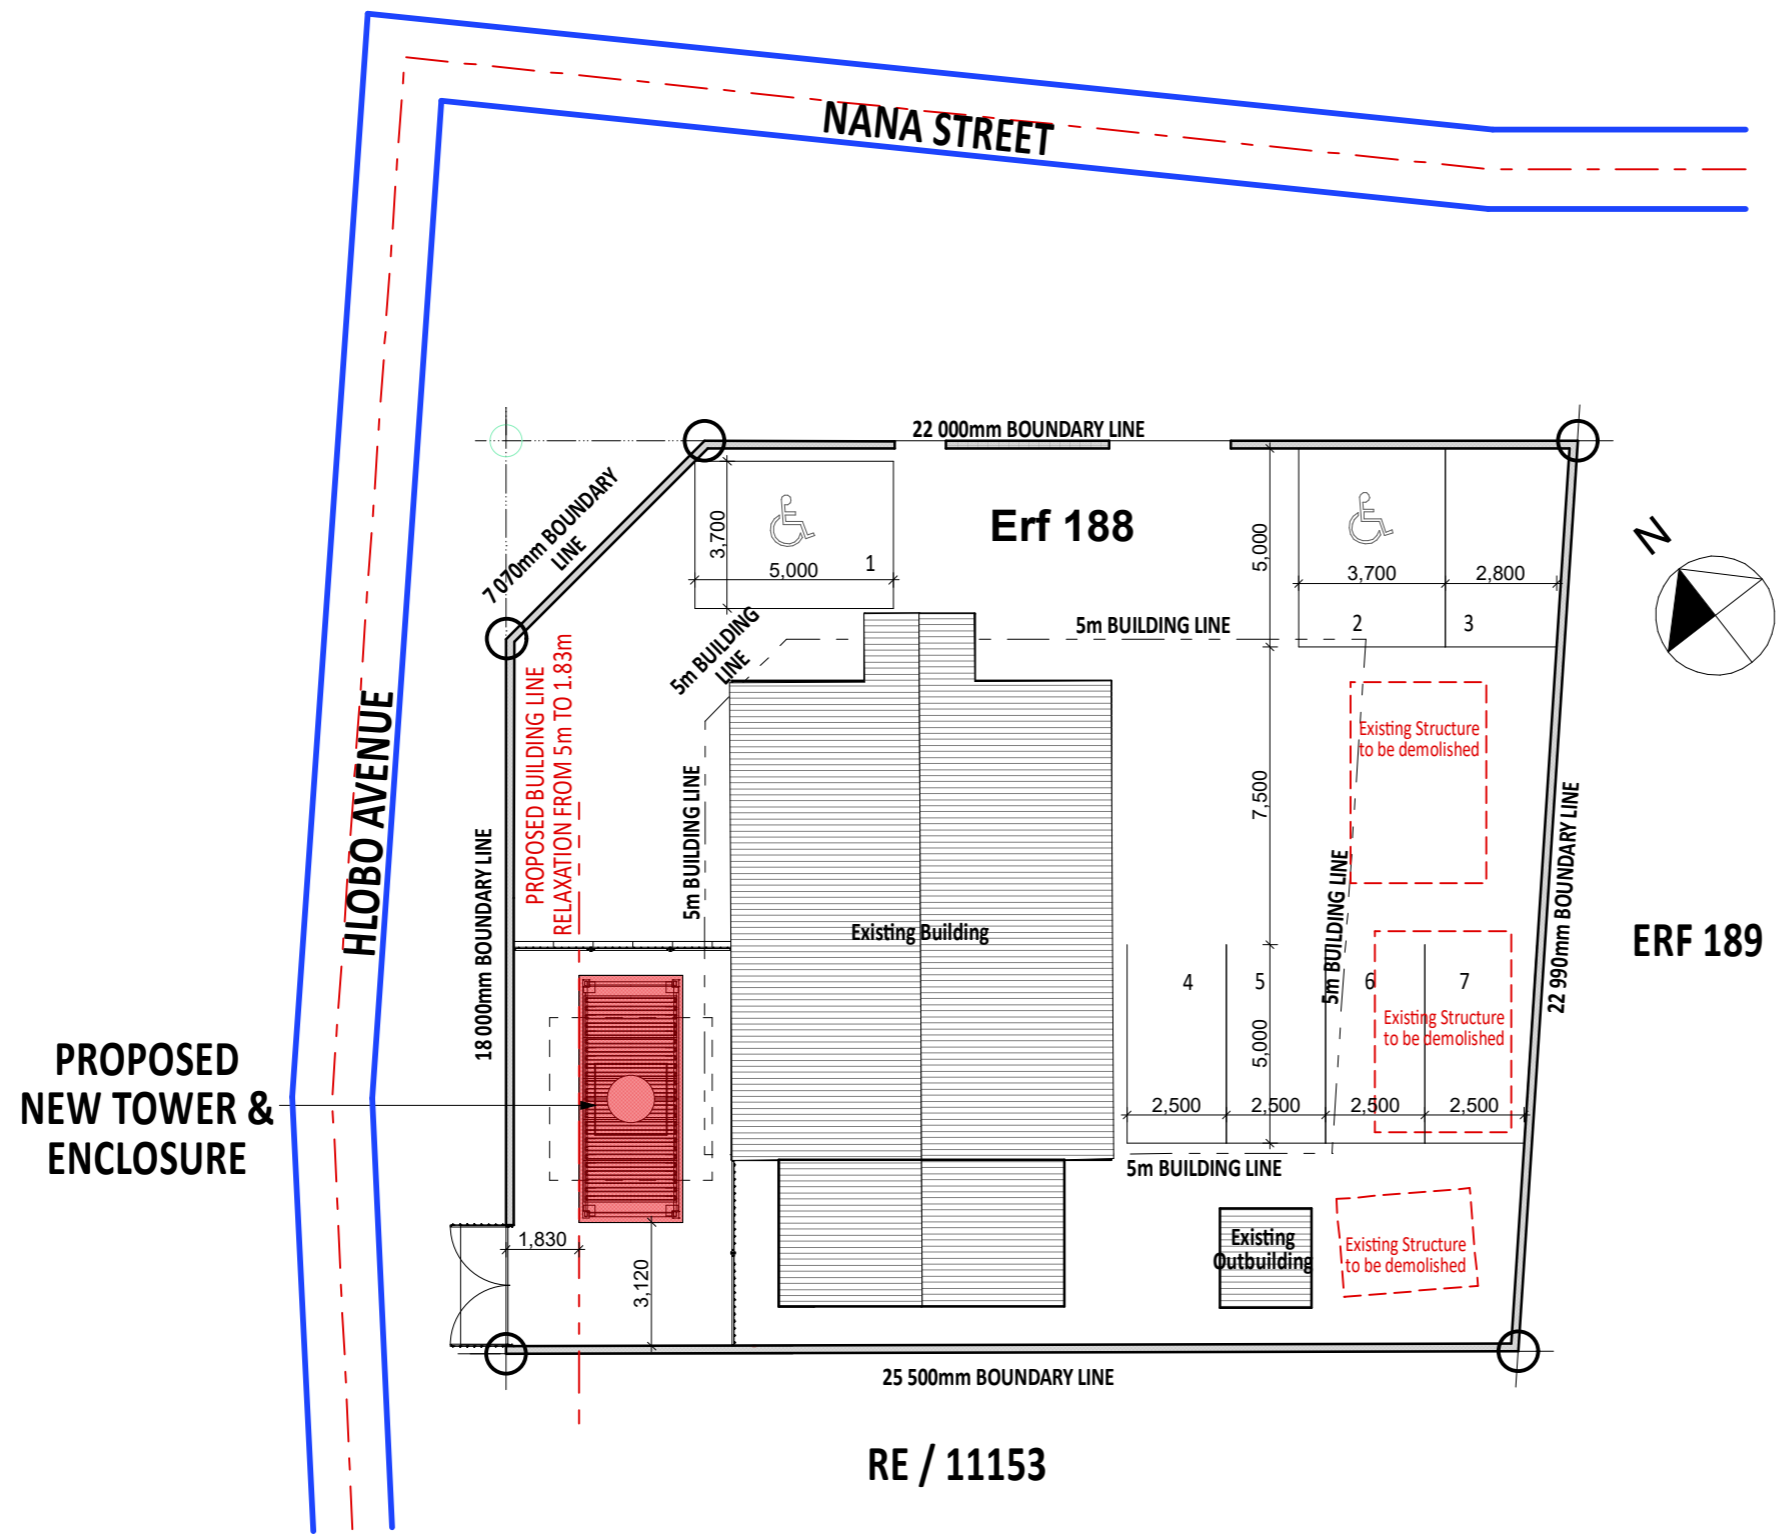 NANA STREET
22 000mm BOUNDARY LINE
7 070mm BOUNDARY
LINE
3,700
5,000
1
Erf 188
5,000
3,700
2,800
2
3
N
5m BUILDING
LINE
5m BUILDING LINE
PROPOSED BUILDING LINE
RELAXATION FROM 5m TO 1.83m
HLOBO AVENUE
5m BUILDING LINE
Existing Structure
to be demolished
7,500
18 000mm BOUNDARY LINE
Existing Building
5m BUILDING LINE
22 990mm BOUNDARY LINE
ERF 189
4
5
6
7
Existing Structure
to be demolished
5,000
PROPOSED
NEW TOWER &
ENCLOSURE
2,500
2,500
2,500
2,500
5m BUILDING LINE
1,830
3,120
Existing
Outbuilding
Existing Structure
to be demolished
25 500mm BOUNDARY LINE
RE / 11153